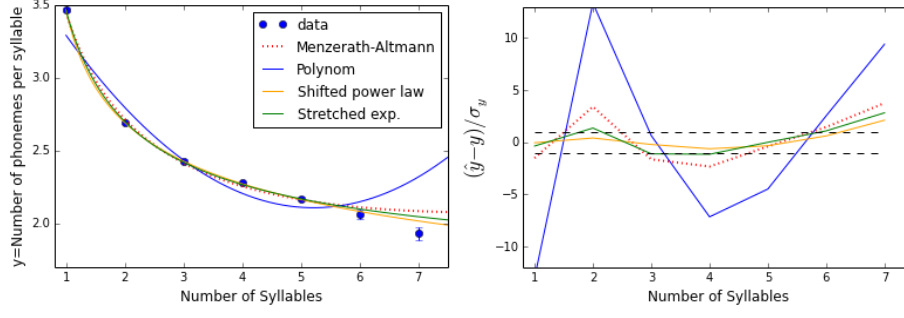 y=Number of phonemes per syllable
3.5
3.0
2.5
2.0
1 2 3 4 5 6 7
Number of Syllables
data
Menzerath-Altmann
Polynom
Shifted power law
Stretched exp.
(ŷ−y)/σ_y
10
5
0
−5
−10
1 2 3 4 5 6 7
Number of Syllables